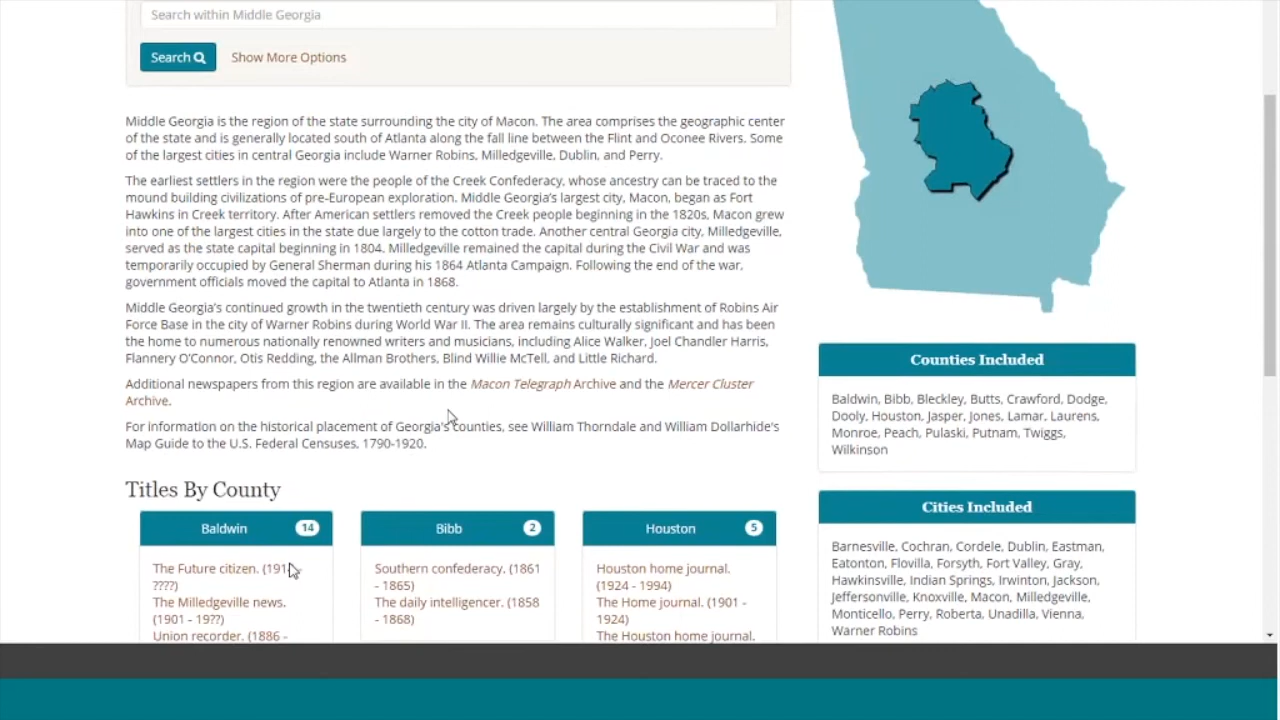 Search within Middle Georgia
Search
Show More Options
Middle Georgia is the region of the state surrounding the city of Macon. The area comprises the geographic center
of the state and is generally located south of Atlanta along the fall line between the Flint and Oconee Rivers. Some
of the largest cities in central Georgia include Warner Robins, Milledgeville, Dublin, and Perry.
The earliest settlers in the region were the people of the Creek Confederacy, whose ancestry can be traced to the
mound building civilizations of pre-European exploration. Middle Georgia's largest city, Macon, began as Fort
Hawkins in Creek territory. After American settlers removed the Creek people beginning in the 1820s, Macon grew
into one of the largest cities in the state due largely to the cotton trade. Another central Georgia city, Milledgeville,
served as the state capital beginning in 1804. Milledgeville remained the capital during the Civil War and was
temporarily occupied by General Sherman during his 1864 Atlanta Campaign. Following the end of the war,
government officials moved the capital to Atlanta in 1868.
Middle Georgia's continued growth in the twentieth century was driven largely by the establishment of Robins Air
Force Base in the city of Warner Robins during World War II. The area remains culturally significant and has been
the home to numerous nationally renowned writers and musicians, including Alice Walker, Joel Chandler Harris,
Flannery O'Connor, Otis Redding, the Allman Brothers, Blind Willie McTell, and Little Richard.
Additional newspapers from this region are available in the Macon Telegraph Archive and the Mercer Cluster
Archive.
For information on the historical placement of Georgia's counties, see William Thorndale and William Dollarhide's
Map Guide to the U.S. Federal Censuses, 1790-1920.
Titles By County
Baldwin 14
The Future citizen. (191
????)
The Milledgeville news.
(1901 - 19??)
Union recorder. (1886 -
Bibb 2
Southern confederacy. (1861
- 1865)
The daily intelligencer. (1858
- 1868)
Houston 5
Houston home journal.
(1924 - 1994)
The Home journal. (1901 -
1924)
The Houston home journal.
Counties Included
Baldwin, Bibb, Bleckley, Butts, Crawford, Dodge,
Dooly, Houston, Jasper, Jones, Lamar, Laurens,
Monroe, Peach, Pulaski, Putnam, Twiggs,
Wilkinson
Cities Included
Barnesville, Cochran, Cordele, Dublin, Eastman,
Eatonton, Flovilla, Forsyth, Fort Valley, Gray,
Hawkinsville, Indian Springs, Irwinton, Jackson,
Jeffersonville, Knoxville, Macon, Milledgeville,
Monticello, Perry, Roberta, Unadilla, Vienna,
Warner Robins